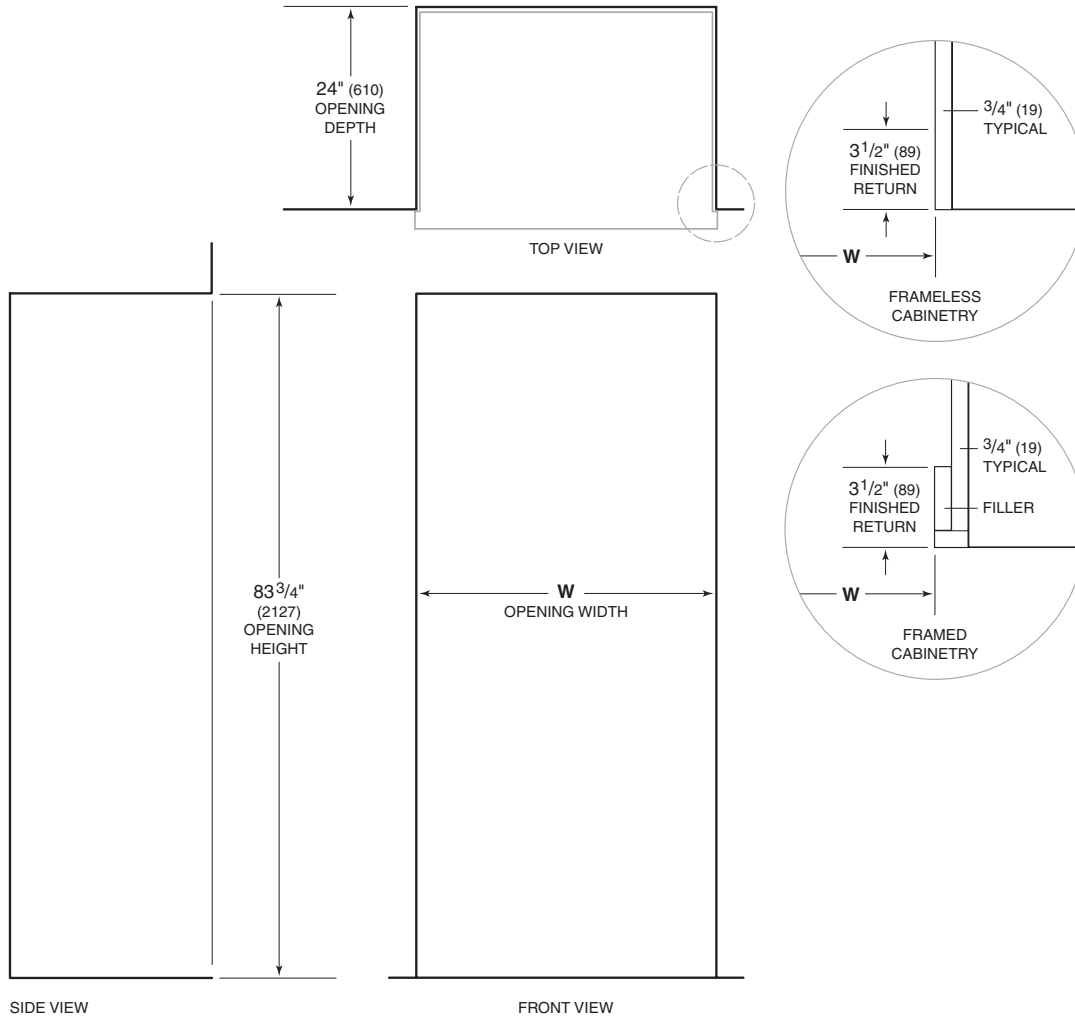 24" (610)
OPENING
DEPTH
TOP VIEW
3/4" (19)
TYPICAL
3 1/2" (89)
FINISHED
RETURN
W
FRAMELESS
CABINETRY
3/4" (19)
TYPICAL
3 1/2" (89)
FINISHED
RETURN
FILLER
W
FRAMED
CABINETRY
83 3/4"
(2127)
OPENING
HEIGHT
W
OPENING WIDTH
SIDE VIEW
FRONT VIEW